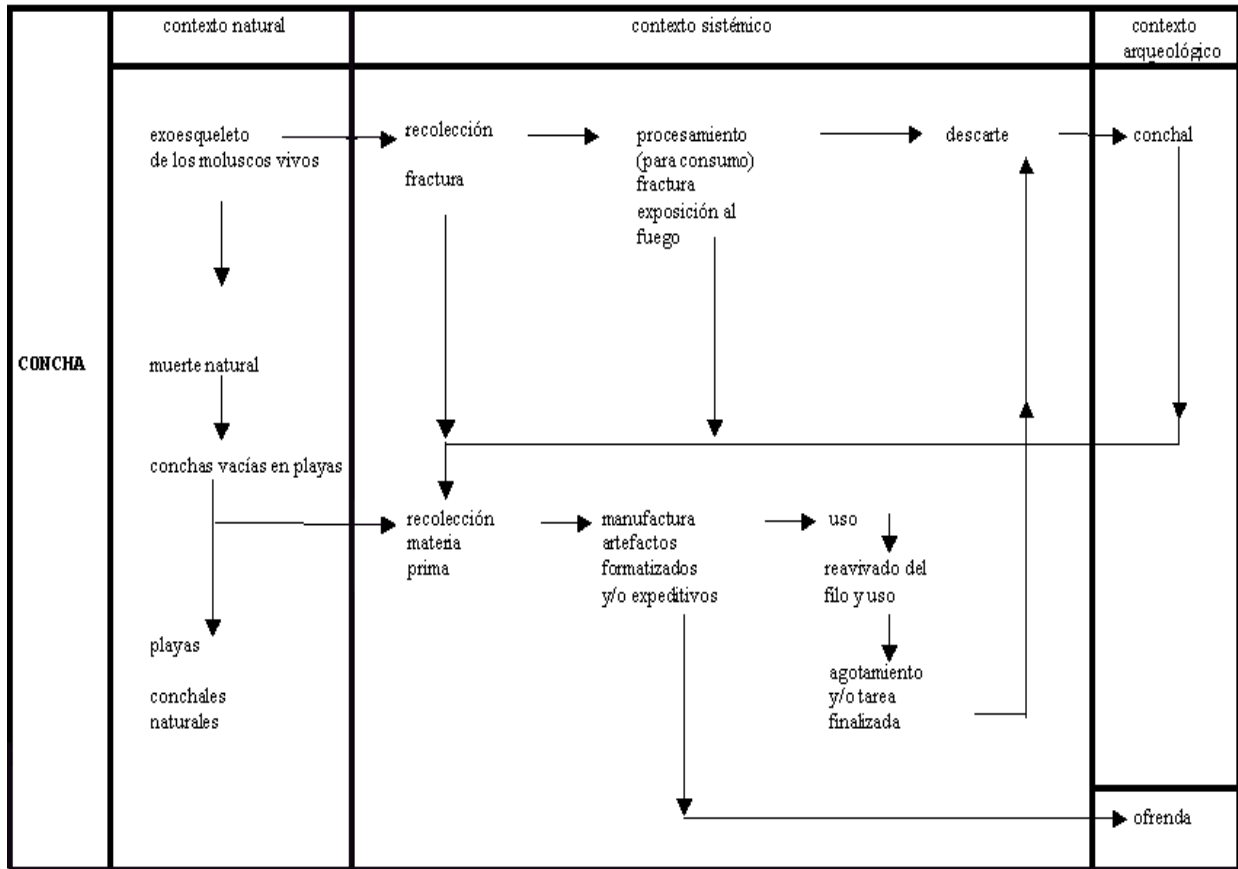 contexto natural
contexto sistémico
contexto
arqueológico
CONCHA
exoesqueleto
de los moluscos vivos
muerte natural
conchas vacías en playas
playas
conchales
naturales
recolección
fractura
procesamiento
(para consumo)
fractura
exposición al
fuego
descarte
conchal
recolección
materia
prima
manufactura
artefactos
formatizados
y/o expeditivos
uso
reavivado del
filo y uso
agotamiento
y/o tarea
finalizada
ofrenda